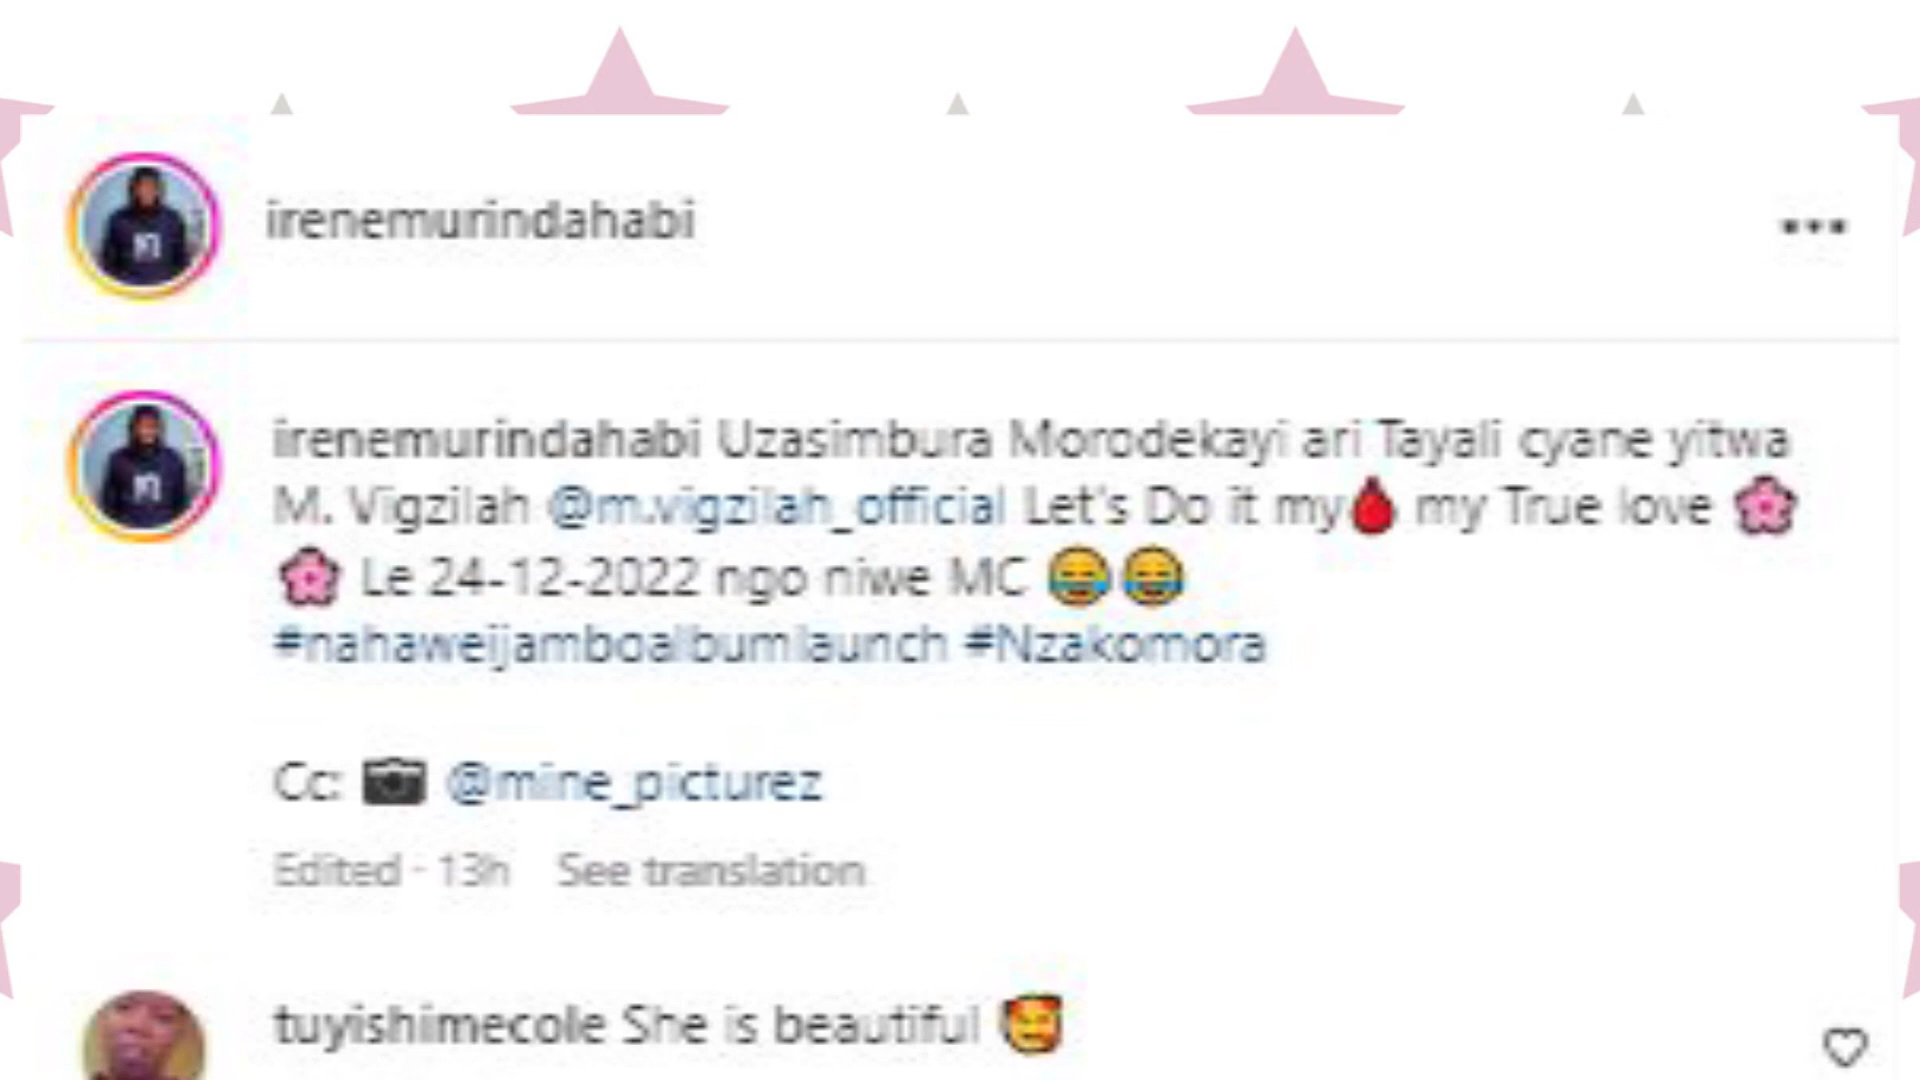 irenemurindahabi
irenemurindahabi Uzasimbura Morodekayi ari Tayali cyane yitwa
M. Vigzilah @m.vigzilah_official Let's Do it my🩸 my True love 🌸
🌸 Le 24-12-2022 ngo niwe MC 😂😂
#nahaweijamboalbumlaunch #Nzakomora
Cc: 📷 @mine_picturez
Edited · 13h See translation
tuyishimecole She is beautiful 🥰